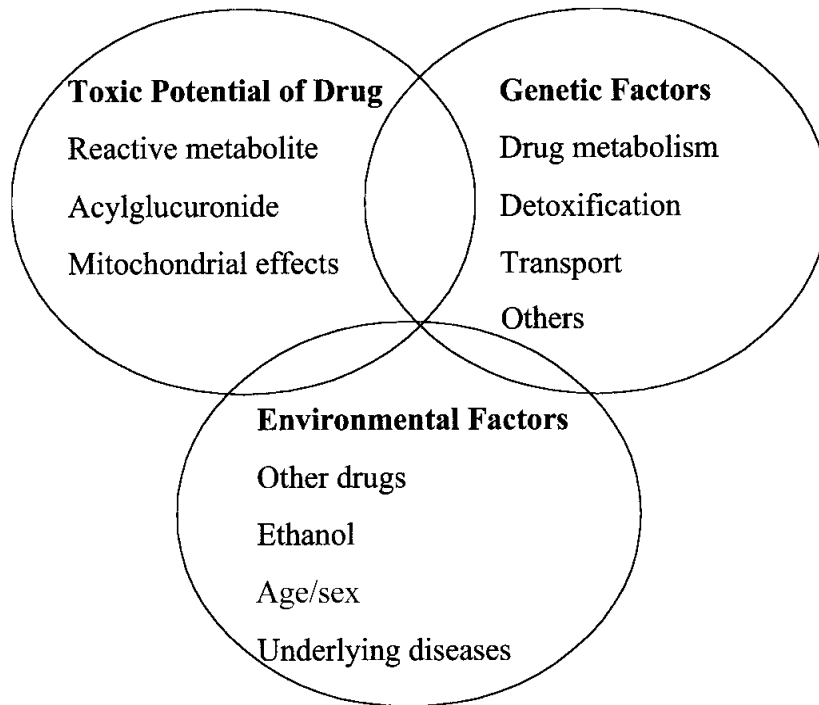 Toxic Potential of Drug
Reactive metabolite
Acylglucuronide
Mitochondrial effects
Genetic Factors
Drug metabolism
Detoxification
Transport
Others
Environmental Factors
Other drugs
Ethanol
Age/sex
Underlying diseases